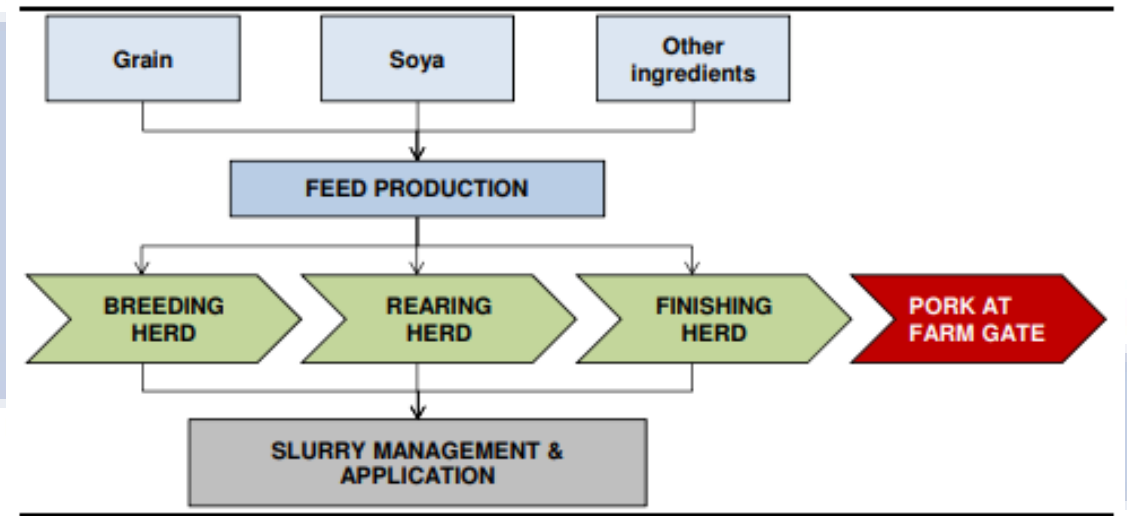 Grain
Soya
Other
ingredients
FEED PRODUCTION
BREEDING
HERD
REARING
HERD
FINISHING
HERD
PORK AT
FARM GATE
SLURRY MANAGEMENT &
APPLICATION